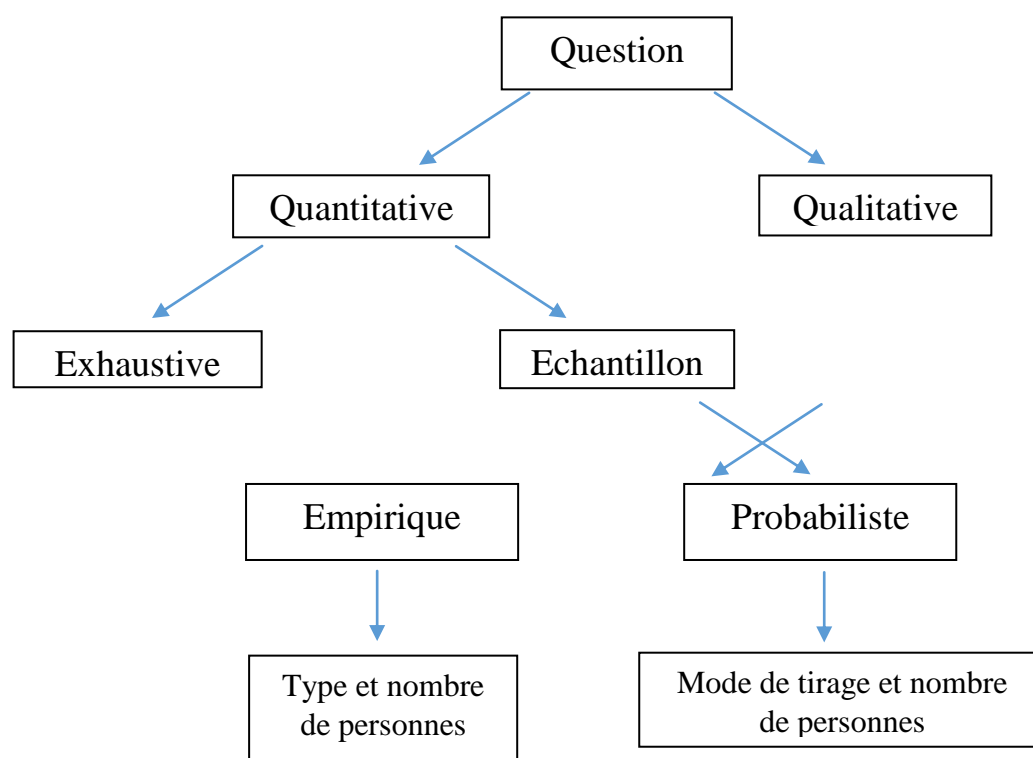 Question
Quantitative
Qualitative
Exhaustive
Echantillon
Empirique
Probabiliste
Type et nombre
de personnes
Mode de tirage et nombre
de personnes